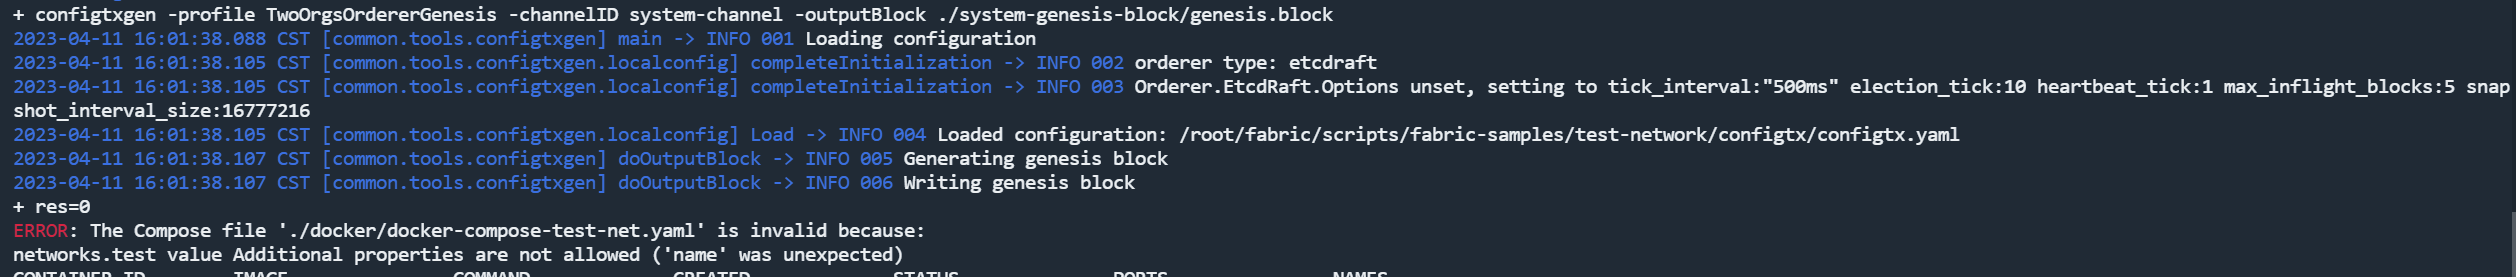 + configtxgen -profile TwoOrgsOrdererGenesis -channelID system-channel -outputBlock ./system-genesis-block/genesis.block
2023-04-11 16:01:38.088 CST [common.tools.configtxgen] main -> INFO 001 Loading configuration
2023-04-11 16:01:38.105 CST [common.tools.configtxgen.localconfig] completeInitialization -> INFO 002 orderer type: etcdraft
2023-04-11 16:01:38.105 CST [common.tools.configtxgen.localconfig] completeInitialization -> INFO 003 Orderer.EtcdRaft.Options unset, setting to tick_interval:"500ms" election_tick:10 heartbeat_tick:1 max_inflight_blocks:5 snap
shot_interval_size:16777216
2023-04-11 16:01:38.105 CST [common.tools.configtxgen.localconfig] Load -> INFO 004 Loaded configuration: /root/fabric/scripts/fabric-samples/test-network/configtx/configtx.yaml
2023-04-11 16:01:38.107 CST [common.tools.configtxgen] doOutputBlock -> INFO 005 Generating genesis block
2023-04-11 16:01:38.107 CST [common.tools.configtxgen] doOutputBlock -> INFO 006 Writing genesis block
+ res=0
ERROR: The Compose file './docker/docker-compose-test-net.yaml' is invalid because:
networks.test value Additional properties are not allowed ('name' was unexpected)
CONTAINER ID IMAGE COMMAND CREATED STATUS PORTS NAMES